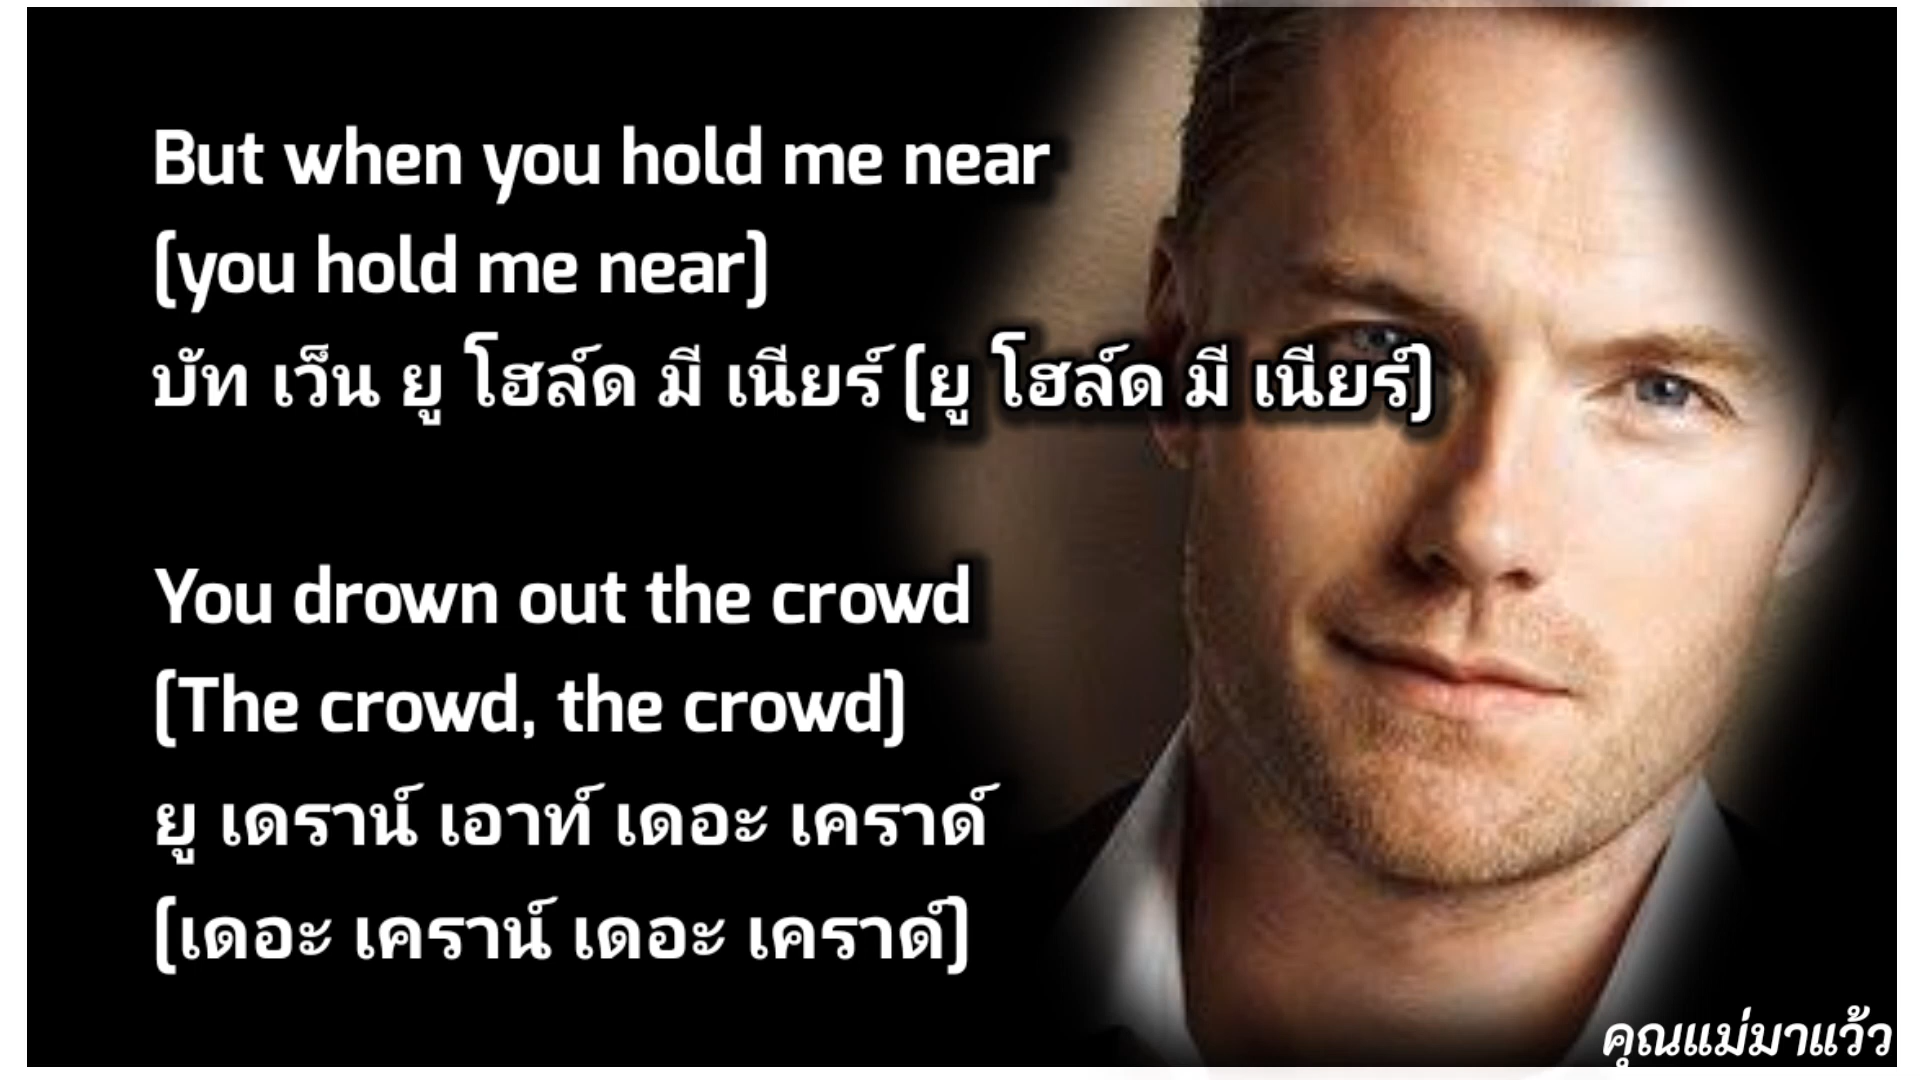 But when you hold me near
(you hold me near)
บัท เว็น ยู โฮล์ด มี เนียร์ (ยู โฮล์ด มี เนียร์)
You drown out the crowd
(The crowd, the crowd)
ยู เดราน์ เอาท์ เดอะ เคราด์
(เดอะ เคราน์ เดอะ เคราด์)
คุณแม่มาแว้ว